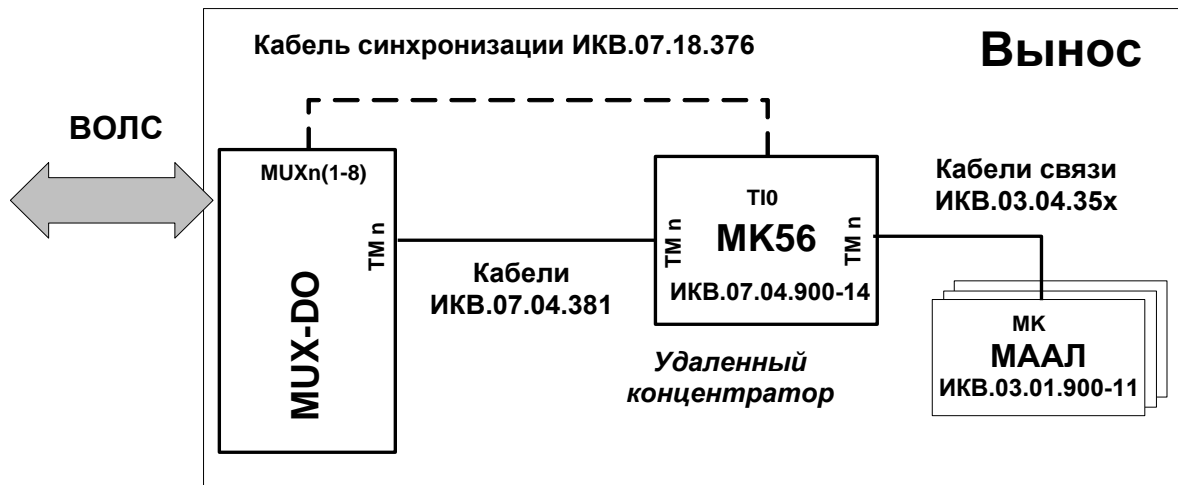 Кабель синхронизации ИКВ.07.18.376
Вынос
ВОЛС
MUXn(1-8)
TM n
MUX-DO
Кабели
ИКВ.07.04.381
TI0
MK56
TM n
TM n
ИКВ.07.04.900-14
Удаленный
концентратор
Кабели связи
ИКВ.03.04.35х
МК
МААЛ
ИКВ.03.01.900-11